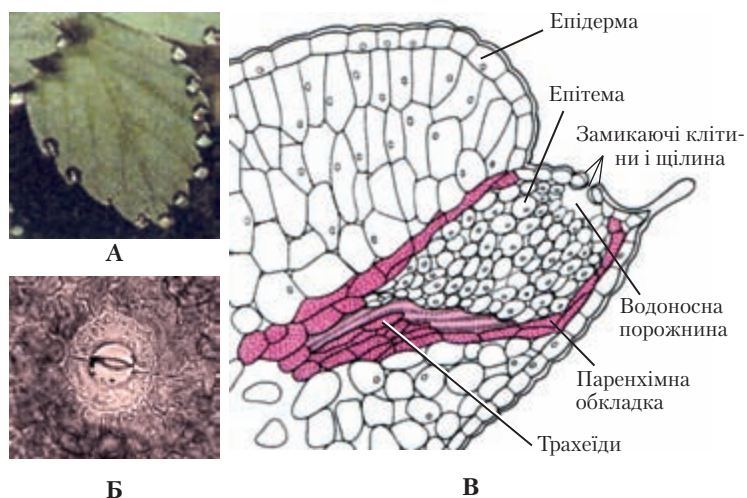 Епідерма
Епітема
Замикаючі кліти-
ни і щілина
Водоносна
порожнина
Паренхімна
обкладка
Трахеїди
А
Б
В